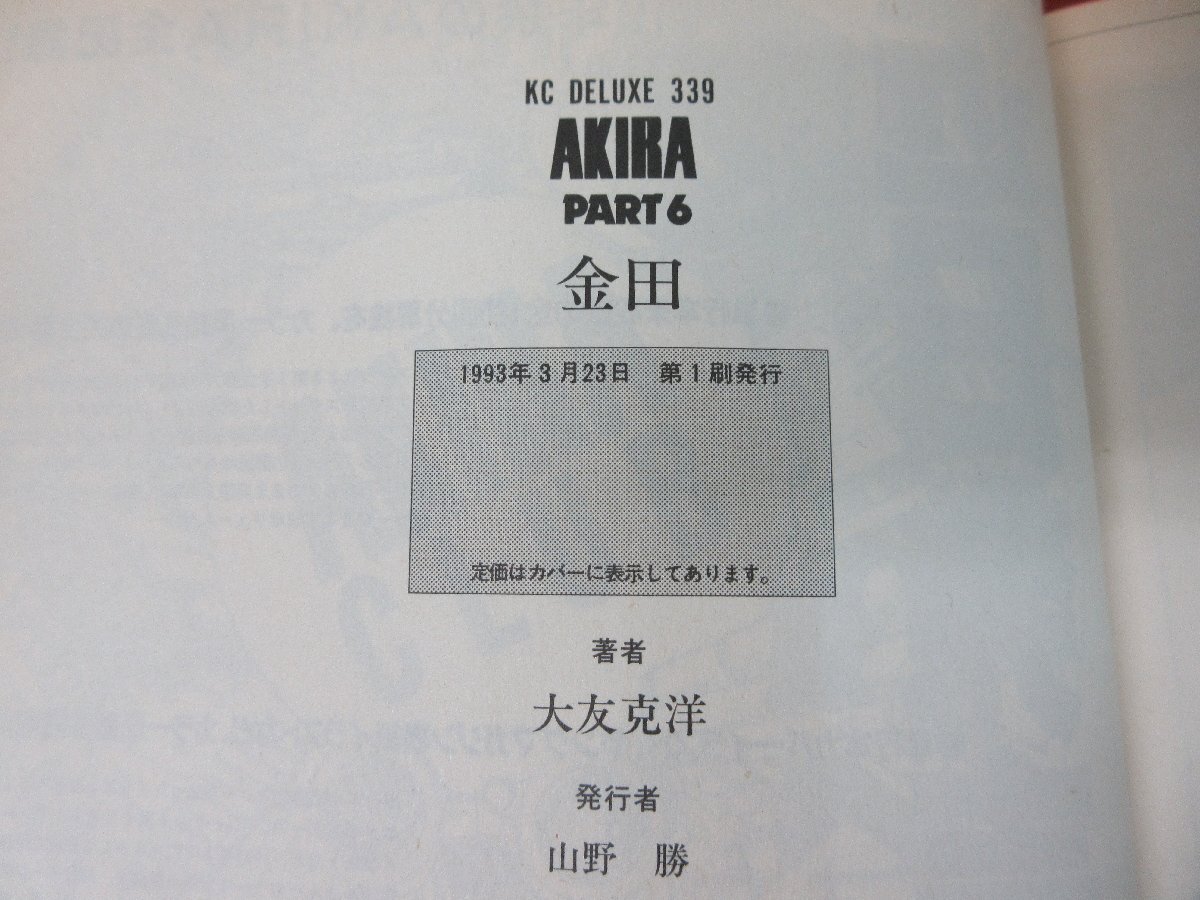 KC DELUXE 339
AKIRA
PART6
金田
1993年3月23日 第1刷発行
定価はカバーに表示してあります。
著者
大友克洋
発行者
山野 勝